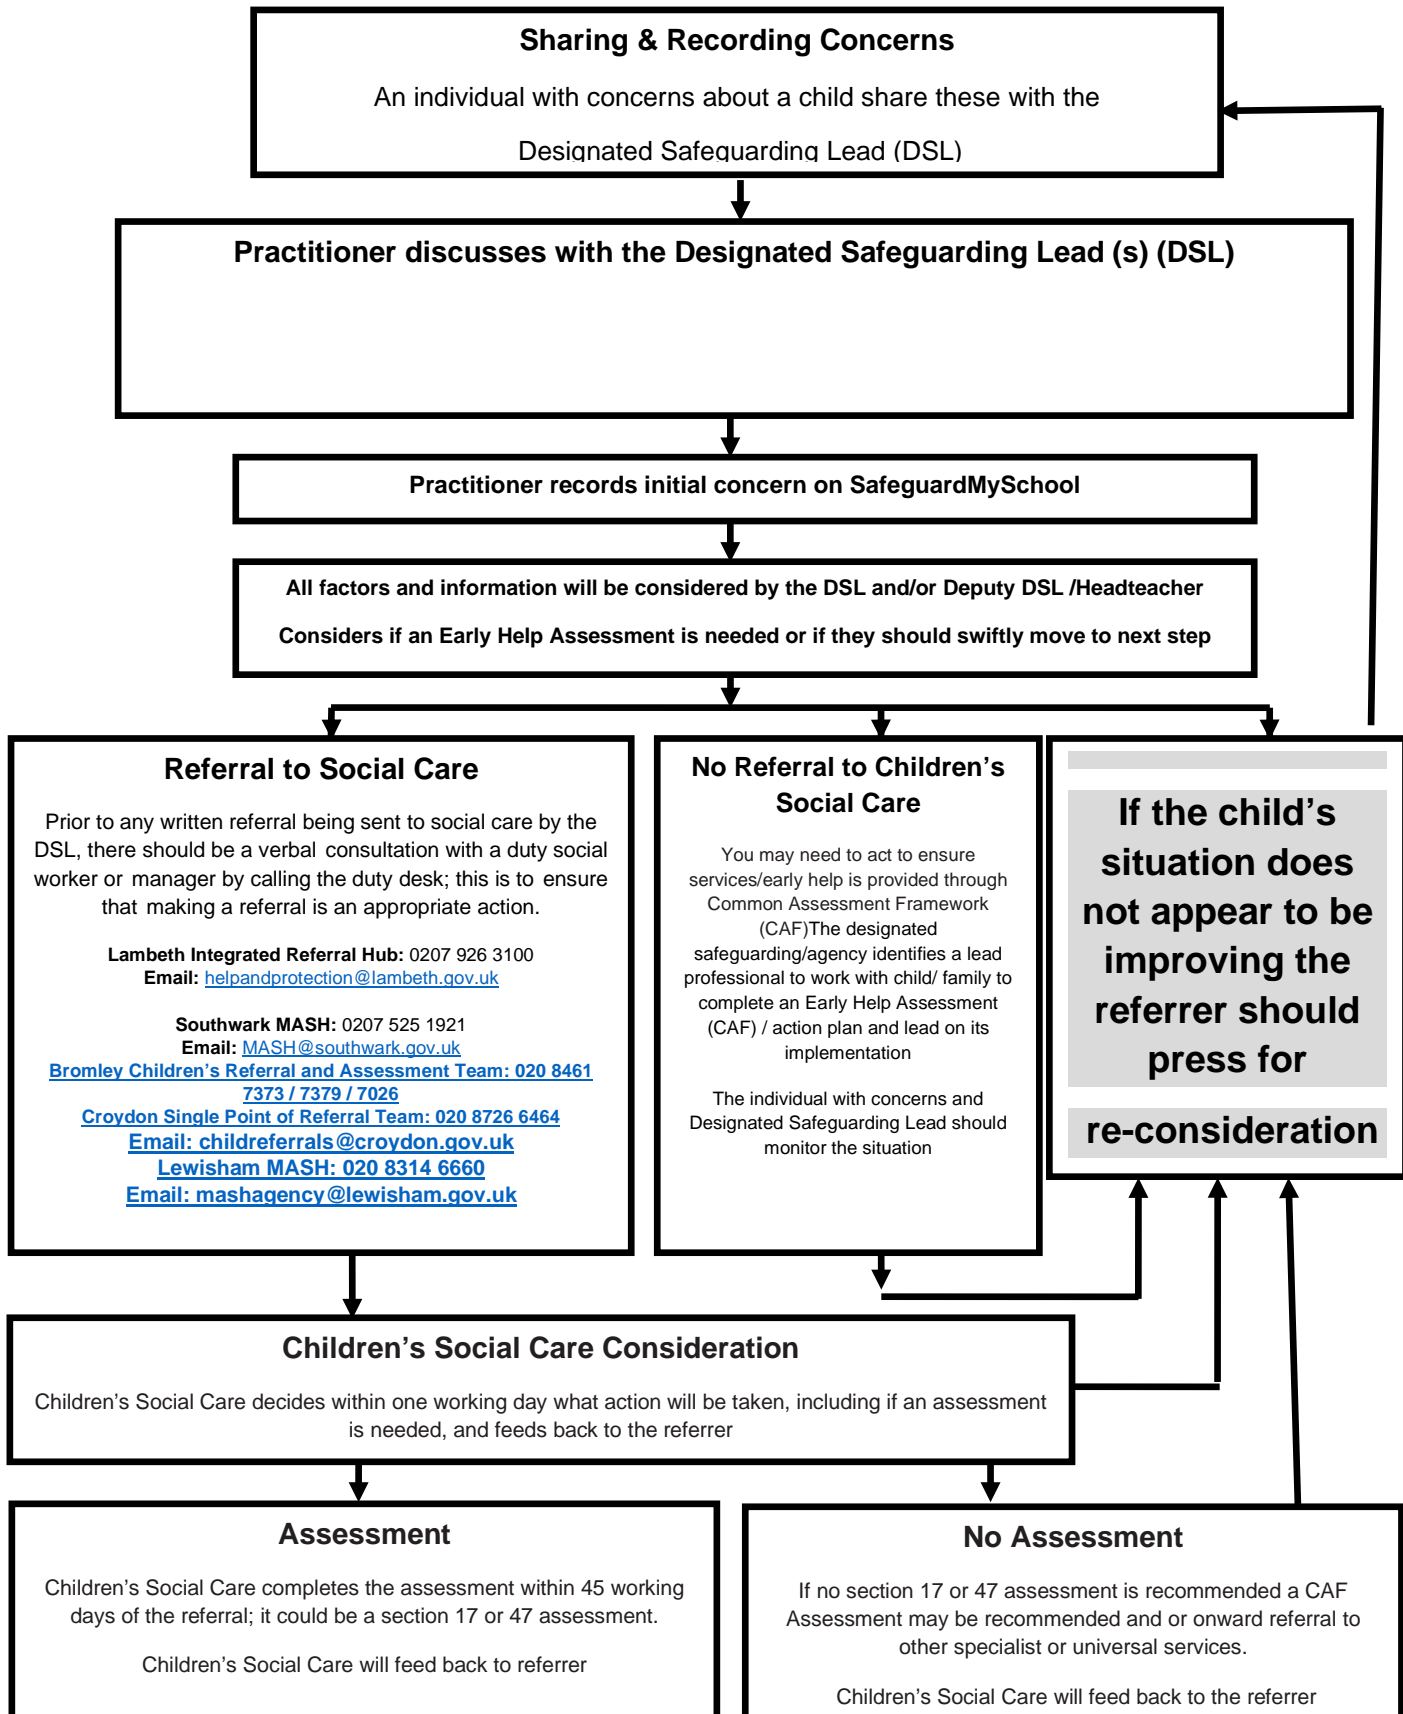 Sharing & Recording Concerns
An individual with concerns about a child share these with the
Designated Safeguarding Lead (DSL)
Practitioner discusses with the Designated Safeguarding Lead (s) (DSL)
Practitioner records initial concern on SafeguardMySchool
All factors and information will be considered by the DSL and/or Deputy DSL /Headteacher
Considers if an Early Help Assessment is needed or if they should swiftly move to next step
Referral to Social Care
Prior to any written referral being sent to social care by the
DSL, there should be a verbal consultation with a duty social
worker or manager by calling the duty desk; this is to ensure
that making a referral is an appropriate action.
Lambeth Integrated Referral Hub: 0207 926 3100
Email: helpandprotection@lambeth.gov.uk
Southwark MASH: 0207 525 1921
Email: MASH@southwark.gov.uk
Bromley Children’s Referral and Assessment Team: 020 8461
7373 / 7379 / 7026
Croydon Single Point of Referral Team: 020 8726 6464
Email: childreferrals@croydon.gov.uk
Lewisham MASH: 020 8314 6660
Email: mashagency@lewisham.gov.uk
No Referral to Children’s
Social Care
You may need to act to ensure
services/early help is provided through
Common Assessment Framework
(CAF)The designated
safeguarding/agency identifies a lead
professional to work with child/ family to
complete an Early Help Assessment
(CAF) / action plan and lead on its
implementation
The individual with concerns and
Designated Safeguarding Lead should
monitor the situation
If the child’s
situation does
not appear to be
improving the
referrer should
press for
re-consideration
Children’s Social Care Consideration
Children’s Social Care decides within one working day what action will be taken, including if an assessment
is needed, and feeds back to the referrer
Assessment
Children’s Social Care completes the assessment within 45 working
days of the referral; it could be a section 17 or 47 assessment.
Children’s Social Care will feed back to referrer
No Assessment
If no section 17 or 47 assessment is recommended a CAF
Assessment may be recommended and or onward referral to
other specialist or universal services.
Children’s Social Care will feed back to the referrer